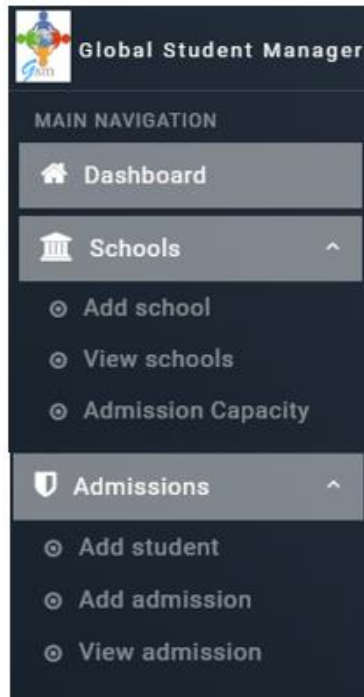 Gsm
Global Student Manager
MAIN NAVIGATION
Dashboard
Schools
Add school
View schools
Admission Capacity
Admissions
Add student
Add admission
View admission